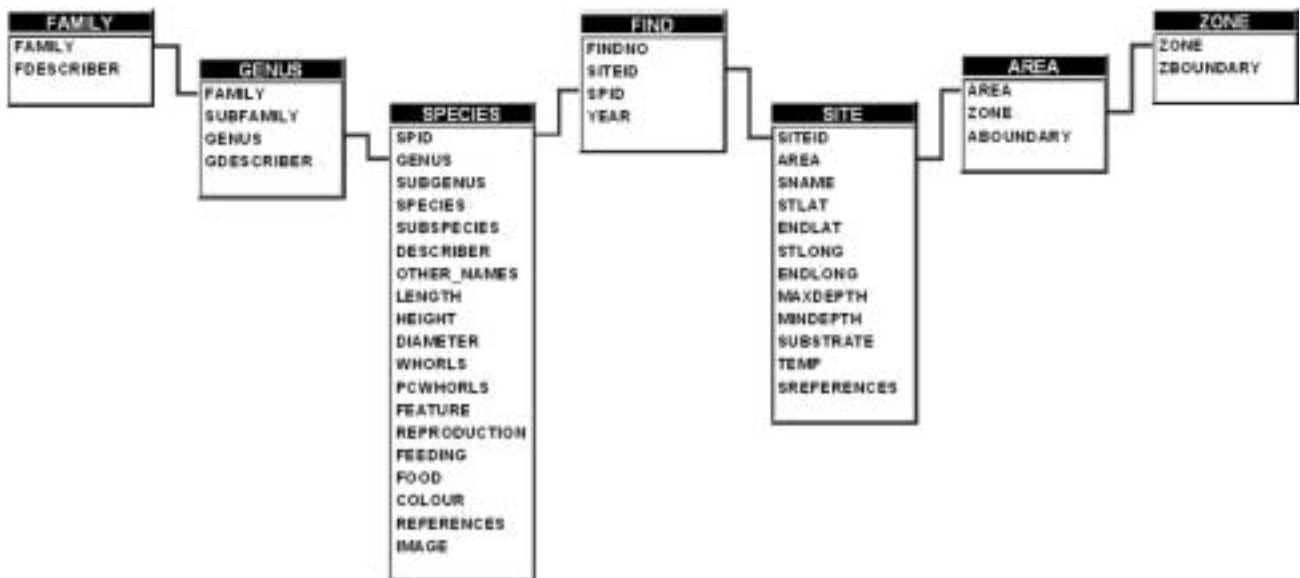 FAMILY
FAMILY
FDESCRIBER
GENUS
FAMILY
SUBFAMILY
GENUS
GDESCRIBER
SPECIES
SPID
GENUS
SUBGENUS
SPECIES
SUBSPECIES
DESCRIBER
OTHER_NAMES
LENGTH
HEIGHT
DIAMETER
WHORLS
PCWHORLS
FEATURE
REPRODUCTION
FEEDING
FOOD
COLOUR
REFERENCES
IMAGE
FIND
FINDNO
SITEID
SPID
YEAR
SITE
SITEID
AREA
SNAME
STLAT
ENDLAT
STLONG
ENDLONG
MAXDEPTH
MINDEPTH
SUBSTRATE
TEMP
SREFERENCES
AREA
AREA
ZONE
ABOUNDARY
ZONE
ZONE
ZBOUNDARY